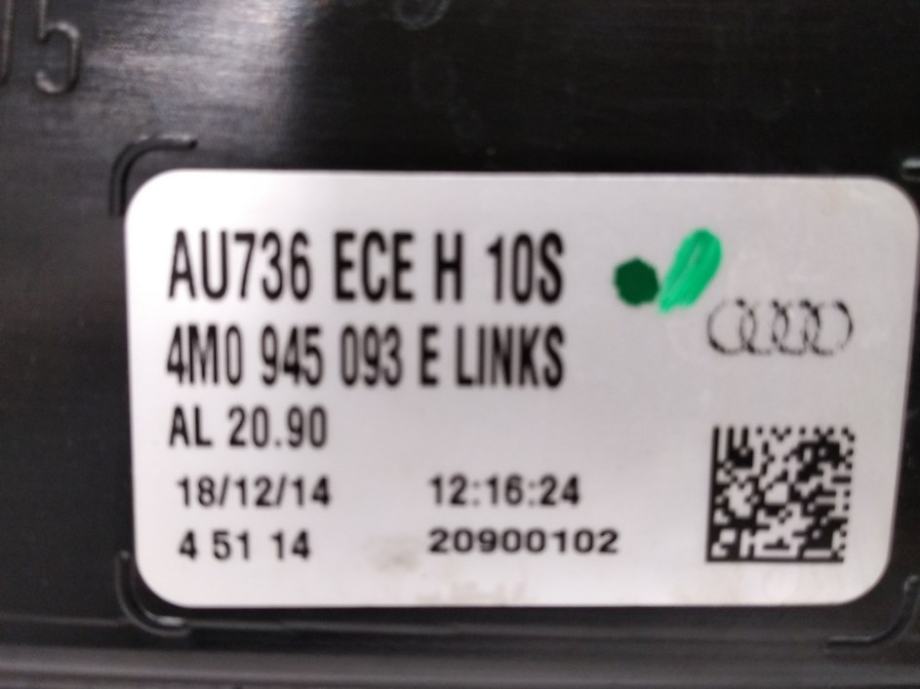 AU736 ECE H 10S
4M0 945 093 E LINKS
AL 20.90
18/12/14 12:16:24
4 51 14 20900102